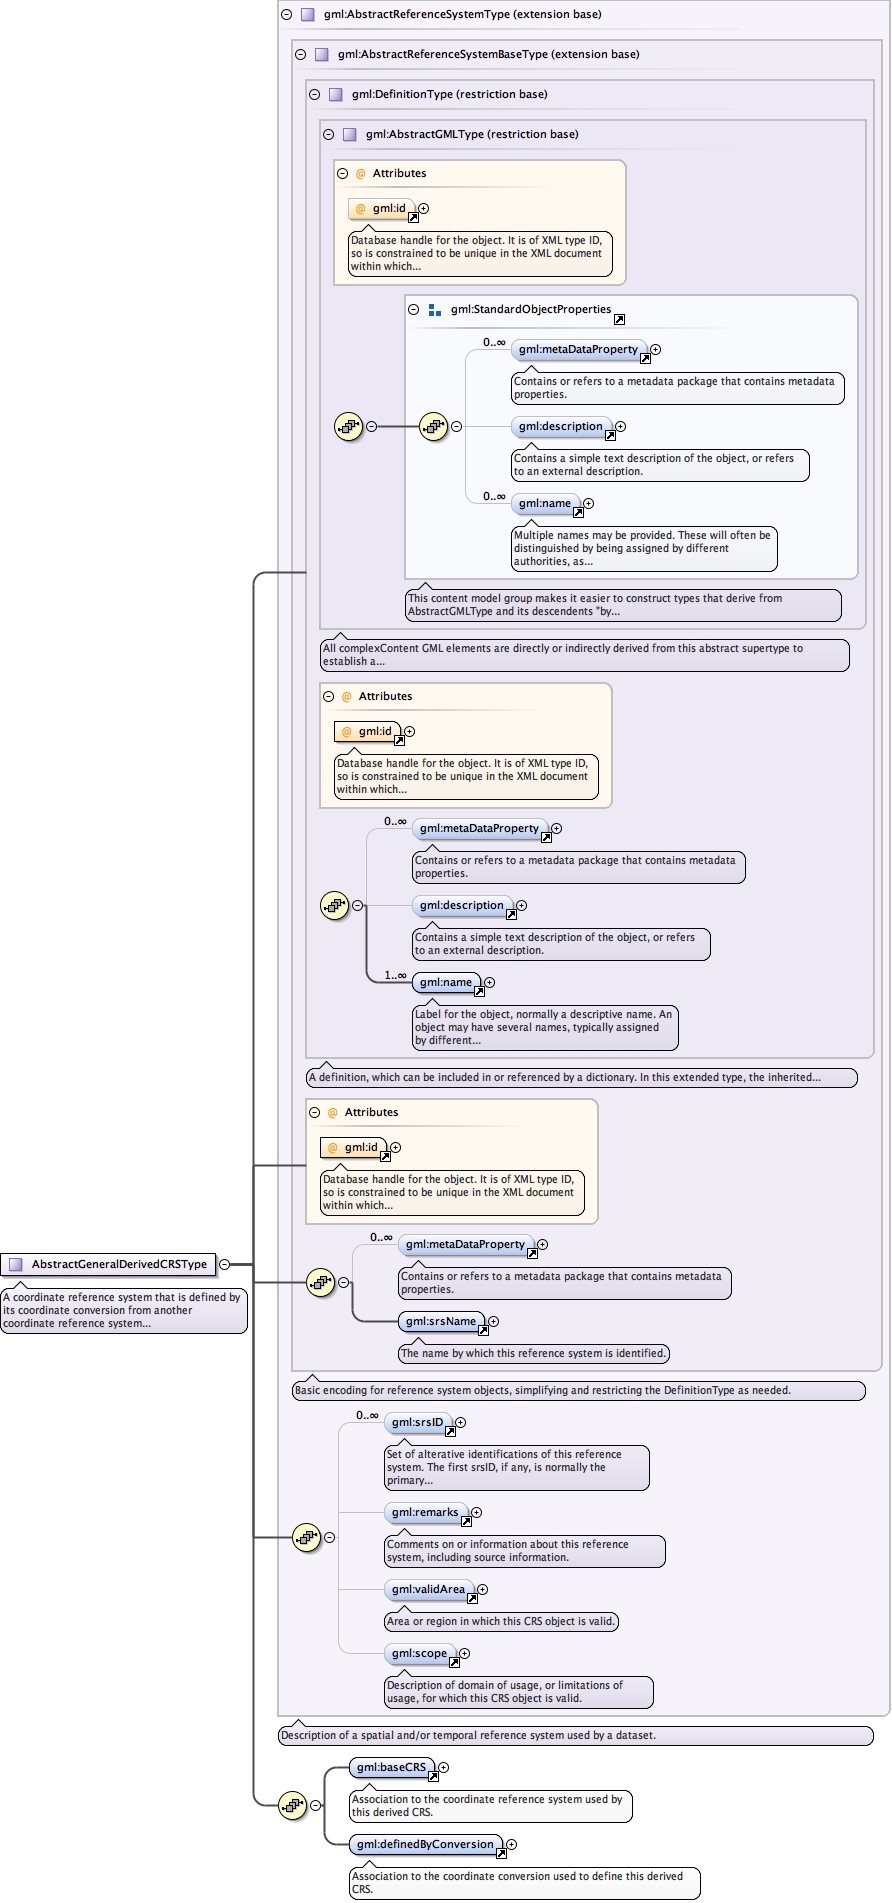 gml:AbstractReferenceSystemType (extension base)
gml:AbstractReferenceSystemBaseType (extension base)
gml:DefinitionType (restriction base)
gml:AbstractGMLType (restriction base)
@ Attributes
@ gml:id
Database handle for the object. It is of XML type ID,
so is constrained to be unique in the XML document
within which...
gml:StandardObjectProperties
0..∞
gml:metaDataProperty
Contains or refers to a metadata package that contains metadata
properties.
gml:description
Contains a simple text description of the object, or refers
to an external description.
0..∞
gml:name
Multiple names may be provided. These will often be
distinguished by being assigned by different
authorities, as...
This content model group makes it easier to construct types that derive from
AbstractGMLType and its descendents "by...
All complexContent GML elements are directly or indirectly derived from this abstract supertype to
establish a...
@ Attributes
@ gml:id
Database handle for the object. It is of XML type ID,
so is constrained to be unique in the XML document
within which...
0..∞
gml:metaDataProperty
Contains or refers to a metadata package that contains metadata
properties.
gml:description
Contains a simple text description of the object, or refers
to an external description.
1..∞
gml:name
Label for the object, normally a descriptive name. An
object may have several names, typically assigned
by different...
A definition, which can be included in or referenced by a dictionary. In this extended type, the inherited...
@ Attributes
@ gml:id
Database handle for the object. It is of XML type ID,
so is constrained to be unique in the XML document
within which...
0..∞
gml:metaDataProperty
Contains or refers to a metadata package that contains metadata
properties.
gml:srsName
The name by which this reference system is identified.
AbstractGeneralDerivedCRSType
A coordinate reference system that is defined by
its coordinate conversion from another
coordinate reference system...
Basic encoding for reference system objects, simplifying and restricting the DefinitionType as needed.
0..∞
gml:srsID
Set of alterative identifications of this reference
system. The first srsID, if any, is normally the
primary...
gml:remarks
Comments on or information about this reference
system, including source information.
gml:validArea
Area or region in which this CRS object is valid.
gml:scope
Description of domain of usage, or limitations of
usage, for which this CRS object is valid.
Description of a spatial and/or temporal reference system used by a dataset.
gml:baseCRS
Association to the coordinate reference system used by
this derived CRS.
gml:definedByConversion
Association to the coordinate conversion used to define this derived
CRS.